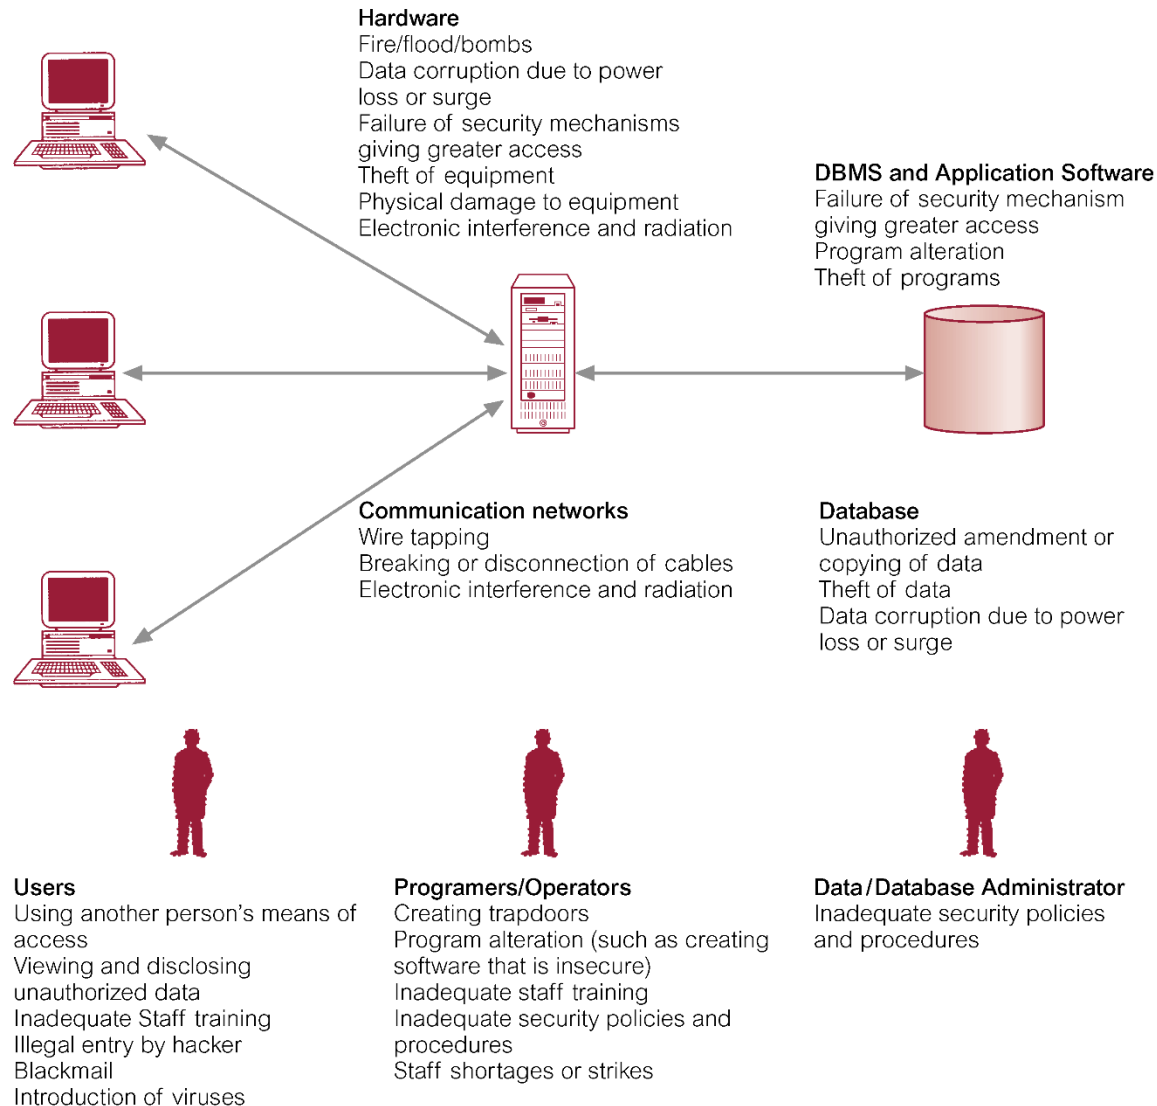 Hardware
Fire/flood/bombs
Data corruption due to power
loss or surge
Failure of security mechanisms
giving greater access
Theft of equipment
Physical damage to equipment
Electronic interference and radiation
DBMS and Application Software
Failure of security mechanism
giving greater access
Program alteration
Theft of programs
Communication networks
Wire tapping
Breaking or disconnection of cables
Electronic interference and radiation
Database
Unauthorized amendment or
copying of data
Theft of data
Data corruption due to power
loss or surge
Users
Using another person's means of
access
Viewing and disclosing
unauthorized data
Inadequate Staff training
Illegal entry by hacker
Blackmail
Introduction of viruses
Programers/Operators
Creating trapdoors
Program alteration (such as creating
software that is insecure)
Inadequate staff training
Inadequate security policies and
procedures
Staff shortages or strikes
Data/Database Administrator
Inadequate security policies
and procedures